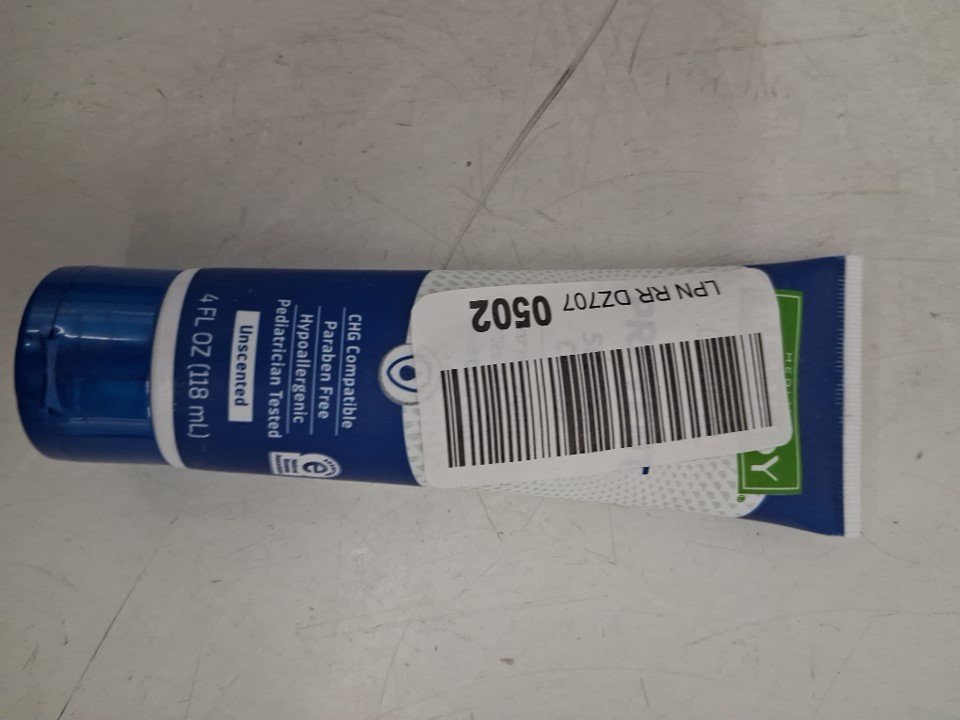 CHG Compatible
Paraben Free
Hypoallergenic
Pediatrician Tested
Unscented
4 FL OZ (118 mL)
LPN RR DZ707
0502